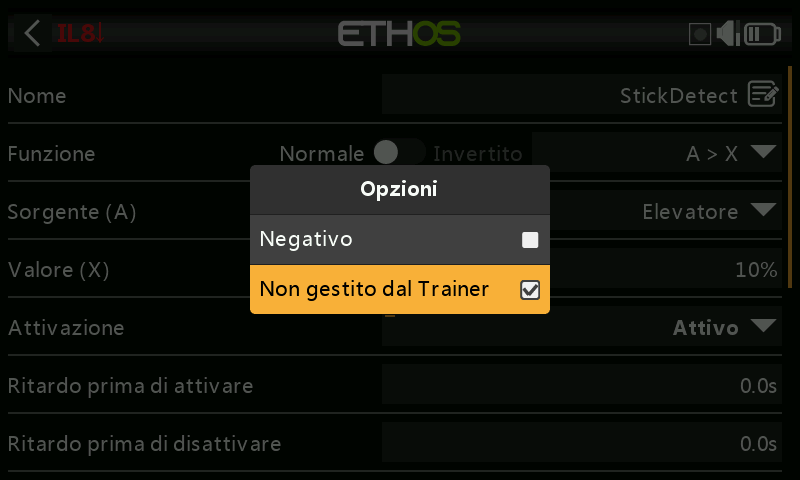 IL8
ETHOS
Nome StickDetect
Funzione Normale Invertito A > X
Opzioni
Sorgente (A) Elevatore
Negativo
Valore (X) 10%
Non gestito dal Trainer
Attivazione Attivo
Ritardo prima di attivare 0.0s
Ritardo prima di disattivare 0.0s